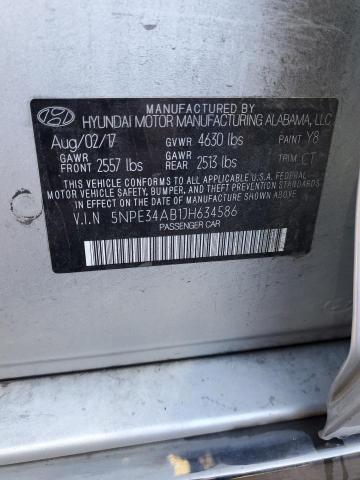 MANUFACTURED BY
HYUNDAI MOTOR MANUFACTURING ALABAMA, LLC
Aug/02/17 GVWR 4630 lbs PAINT Y8
GAWR FRONT 2557 lbs GAWR REAR 2513 lbs TRIM CT
THIS VEHICLE CONFORMS TO ALL APPLICABLE U.S.A. FEDERAL
MOTOR VEHICLE SAFETY, BUMPER, AND THEFT PREVENTION STANDARDS
IN EFFECT ON THE DATE OF MANUFACTURE SHOWN ABOVE.
V.I.N 5NPE34AB1JH634586
PASSENGER CAR